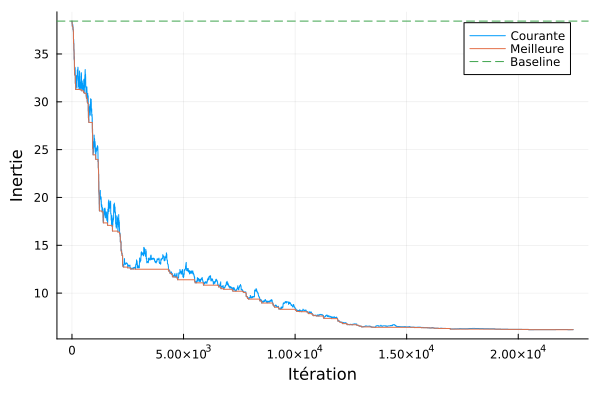 Courante
Meilleure
Baseline
Inertie
35
30
25
20
15
10
0
5.00×10³
1.00×10⁴
1.50×10⁴
2.00×10⁴
Itération